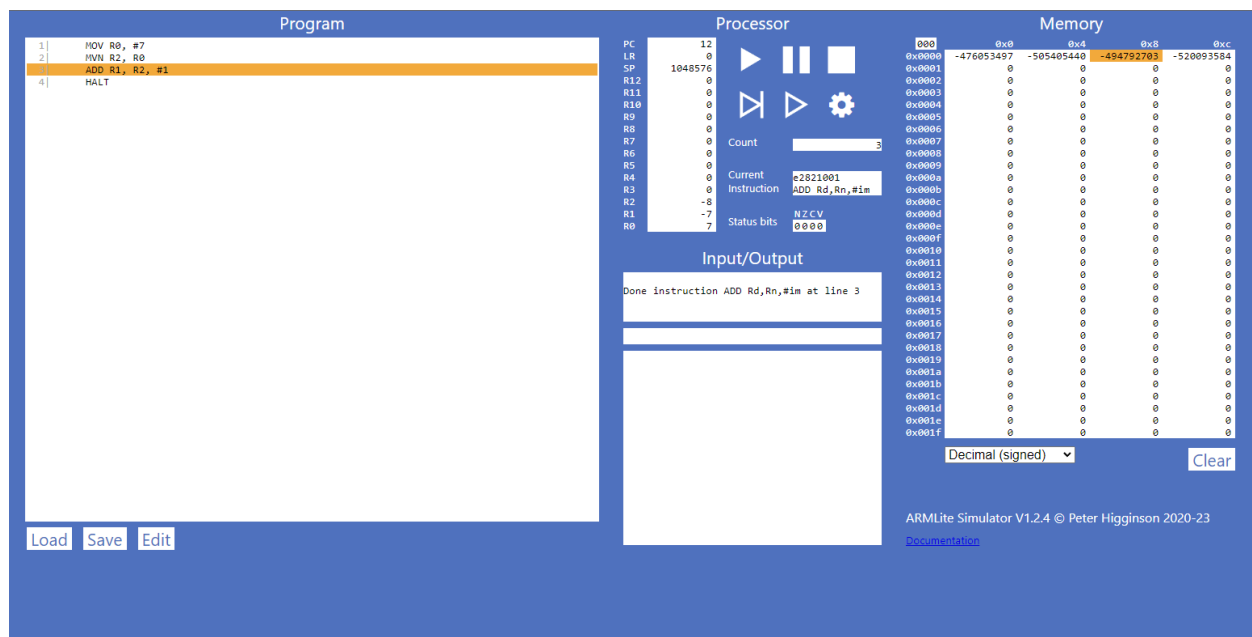 Program
1| MOV R0, #7
2| MVN R2, R0
ADD R1, R2, #1
4| HALT
Load Save Edit
Processor
PC 12
LR 0
SP 1048576
R12 0
R11 0
R10 0
R9 0
R8 0
R7 0
R6 0
R5 0
R4 0
R3 0
R2 -8
R1 -7
R0 7
Count 3
Current Instruction
e2821001
ADD Rd,Rn,#im
Status bits
NZCV
0000
Input/Output
Done instruction ADD Rd,Rn,#im at line 3
Memory
000 0x0 0x4 0x8 0xc
0x0000 -476053497 -505405440 -494792703 -520093584
0x0001 0 0 0 0
0x0002 0 0 0 0
0x0003 0 0 0 0
0x0004 0 0 0 0
0x0005 0 0 0 0
0x0006 0 0 0 0
0x0007 0 0 0 0
0x0008 0 0 0 0
0x0009 0 0 0 0
0x000a 0 0 0 0
0x000b 0 0 0 0
0x000c 0 0 0 0
0x000d 0 0 0 0
0x000e 0 0 0 0
0x000f 0 0 0 0
0x0010 0 0 0 0
0x0011 0 0 0 0
0x0012 0 0 0 0
0x0013 0 0 0 0
0x0014 0 0 0 0
0x0015 0 0 0 0
0x0016 0 0 0 0
0x0017 0 0 0 0
0x0018 0 0 0 0
0x0019 0 0 0 0
0x001a 0 0 0 0
0x001b 0 0 0 0
0x001c 0 0 0 0
0x001d 0 0 0 0
0x001e 0 0 0 0
0x001f 0 0 0 0
Decimal (signed)
Clear
ARMLite Simulator V1.2.4 © Peter Higginson 2020-23
Documentation